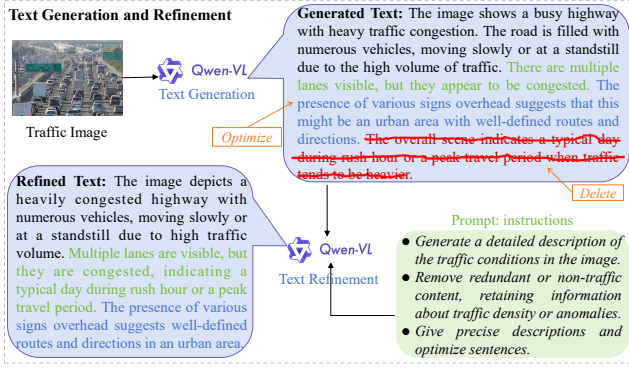 Text Generation and Refinement
Traffic Image
Qwen-VL
Text Generation
Generated Text: The image shows a busy highway
with heavy traffic congestion. The road is filled with
numerous vehicles, moving slowly or at a standstill
due to the high volume of traffic. There are multiple
lanes visible, but they appear to be congested. The
presence of various signs overhead suggests that this
might be an urban area with well-defined routes and
directions. The overall scene indicates a typical day
during rush hour or a peak travel period when traffic
tends to be heavier.
Optimize
Delete
Refined Text: The image depicts a
heavily congested highway with
numerous vehicles, moving slowly or
at a standstill due to high traffic
volume. Multiple lanes are visible, but
they are congested, indicating a
typical day during rush hour or a peak
travel period. The presence of various
signs overhead suggests well-defined
routes and directions in an urban area.
Qwen-VL
Text Refinement
Prompt: instructions
● Generate a detailed description of
the traffic conditions in the image.
● Remove redundant or non-traffic
content, retaining information
about traffic density or anomalies.
● Give precise descriptions and
optimize sentences.